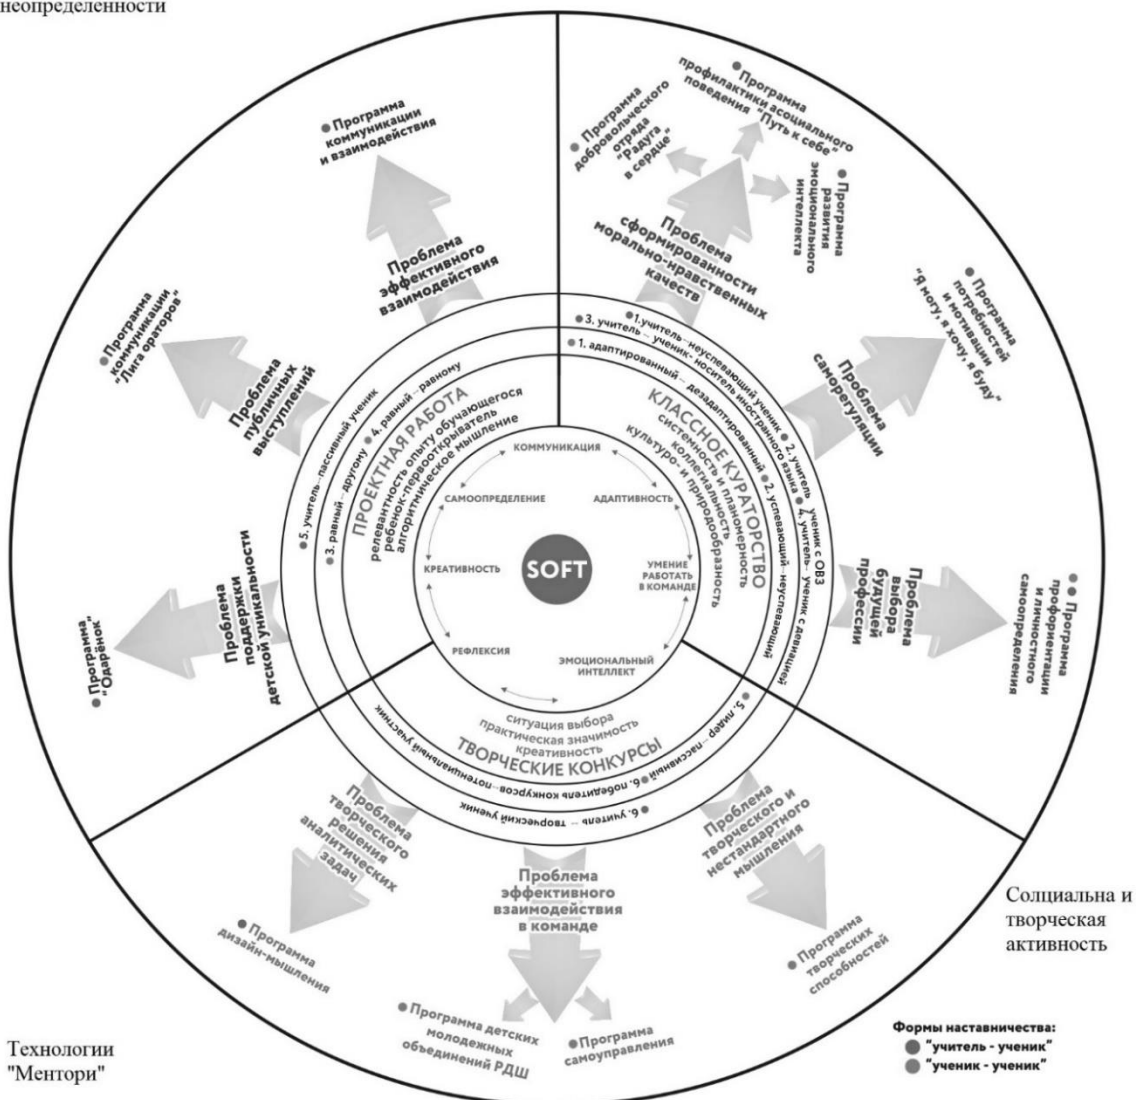 неопределенности
● Программа
коммуникации
и взаимодействия
Проблема
эффективного
взаимодействия
● Программа
коммуникации
"Лига ораторов"
Проблема
публичных
выступлений
● Программа
"Одарёнок"
Проблема
поддержки
детской уникальности
● Программа
добровольческого
отряда
"Радуга
в сердце"
● Программа
профилактики асоциального
поведения "Путь к себе"
● Программа
развития
эмоционального
интеллекта
Проблема
сформированности
морально-нравственных
качеств
● Программа
потребностей
и мотивации
"Я могу, я хочу, я буду"
Проблема
саморегуляции
● ● Программа
профориентации
и личностного
самоопределения
Проблема
выбора
будущей
профессии
● 5. учитель--пассивный ученик
● 3. равный -- другому ● 4. равный--равному
ПРОЕКТНАЯ РАБОТА
релевантность опыту обучающегося
ребенок-первооткрыватель
алгоритмическое мышление
● 1.учитель--неуспевающий ученик ● 2. учитель -- ученик с ОВЗ
● 3. учитель -- ученик- носитель иностранного языка ● 4. учитель-- ученик с девиацией
● 1. адаптированный -- дезадаптированный ● 2. успевающий--неуспевающий
КЛАССНОЕ КУРАТОРСТВО
системность и планомерность
коллегиальность
культуро- и природообразность
КОММУНИКАЦИЯ
САМООПРЕДЕЛЕНИЕ
АДАПТИВНОСТЬ
КРЕАТИВНОСТЬ
SOFT
УМЕНИЕ
РАБОТАТЬ
В КОМАНДЕ
РЕФЛЕКСИЯ
ЭМОЦИОНАЛЬНЫЙ
ИНТЕЛЛЕКТ
ситуация выбора
практическая значимость
креативность
ТВОРЧЕСКИЕ КОНКУРСЫ
● 5. лидер--пассивный ● 6. победитель конкурсов--потенциальный участник
● 6. учитель -- творческий ученик
Проблема
творческого
решения
аналитических
задач
● Программа
дизайн-мышления
Проблема
эффективного
взаимодействия
в команде
● Программа детских
молодежных
объединений РДШ
● Программа
самоуправления
Проблема
творческого и
нестандартного
мышления
● Программа
творческих
способностей
Солциальна и
творческая
активность
Технологии
"Ментори"
Формы наставничества:
● "учитель - ученик"
● "ученик - ученик"